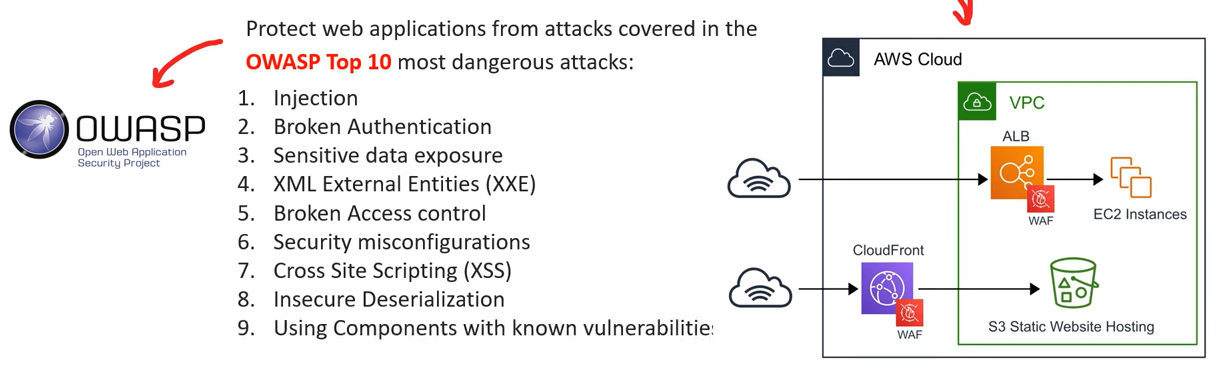 Protect web applications from attacks covered in the
OWASP Top 10 most dangerous attacks:
1. Injection
2. Broken Authentication
3. Sensitive data exposure
4. XML External Entities (XXE)
5. Broken Access control
6. Security misconfigurations
7. Cross Site Scripting (XSS)
8. Insecure Deserialization
9. Using Components with known vulnerabilities
OWASP
Open Web Application
Security Project
AWS Cloud
VPC
ALB
WAF
EC2 Instances
CloudFront
WAF
S3 Static Website Hosting